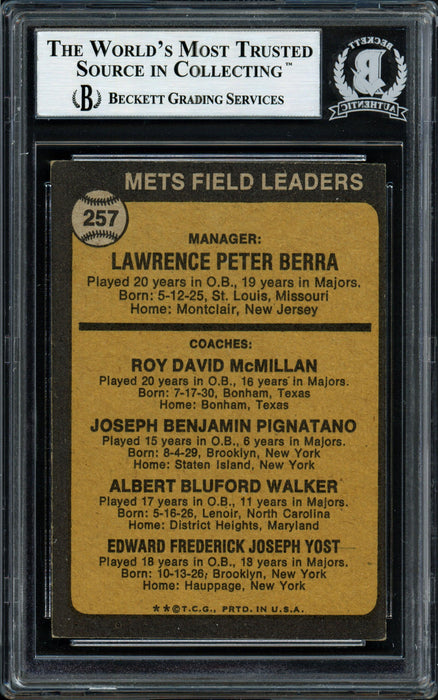 THE WORLD'S MOST TRUSTED
SOURCE IN COLLECTING™
B BECKETT GRADING SERVICES
BECKETT
B
AUTHENTIC
METS FIELD LEADERS
257
MANAGER:
LAWRENCE PETER BERRA
Played 20 years in O.B., 19 years in Majors.
Born: 5-12-25, St. Louis, Missouri
Home: Montclair, New Jersey
COACHES:
ROY DAVID McMILLAN
Played 20 years in O.B., 16 years in Majors.
Born: 7-17-30, Bonham, Texas
Home: Bonham, Texas
JOSEPH BENJAMIN PIGNATANO
Played 15 years in O.B., 6 years in Majors.
Born: 8-4-29, Brooklyn, New York
Home: Staten Island, New York
ALBERT BLUFORD WALKER
Played 17 years in O.B., 11 years in Majors.
Born: 5-16-26, Lenoir, North Carolina
Home: District Heights, Maryland
EDWARD FREDERICK JOSEPH YOST
Played 18 years in O.B., 18 years in Majors.
Born: 10-13-26, Brooklyn, New York
Home: Hauppage, New York
**©T.C.G., PRTD. IN U.S.A.